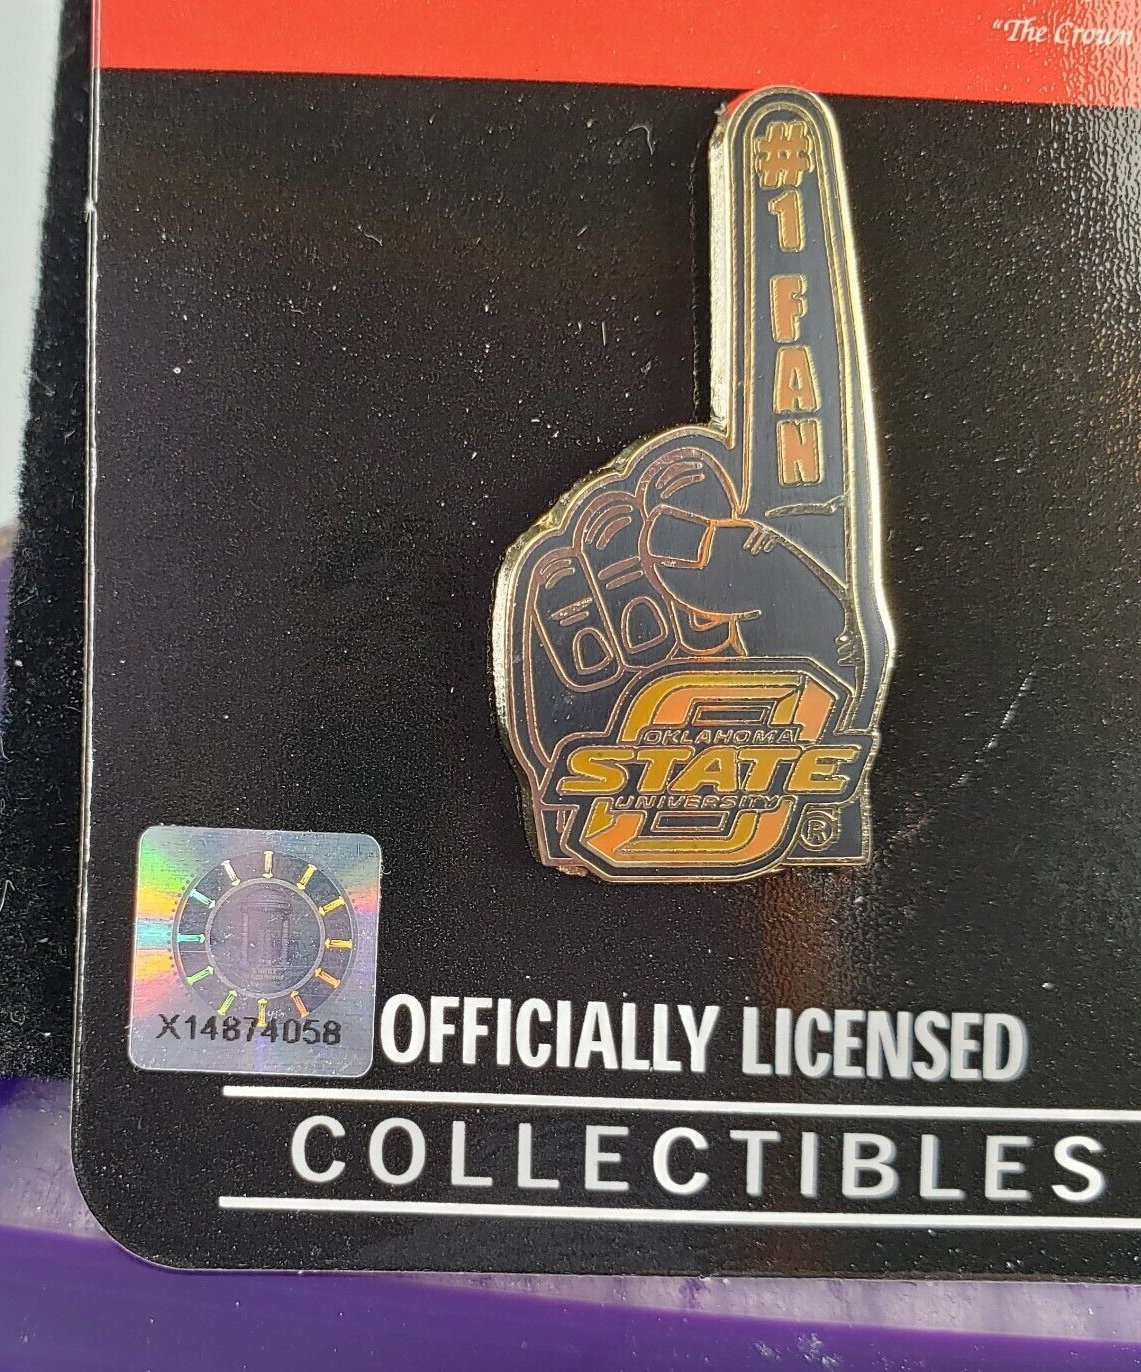 "The Crown
#1 FAN
OKLAHOMA
STATE
UNIVERSITY
®
X14874058
OFFICIALLY LICENSED
COLLECTIBLES